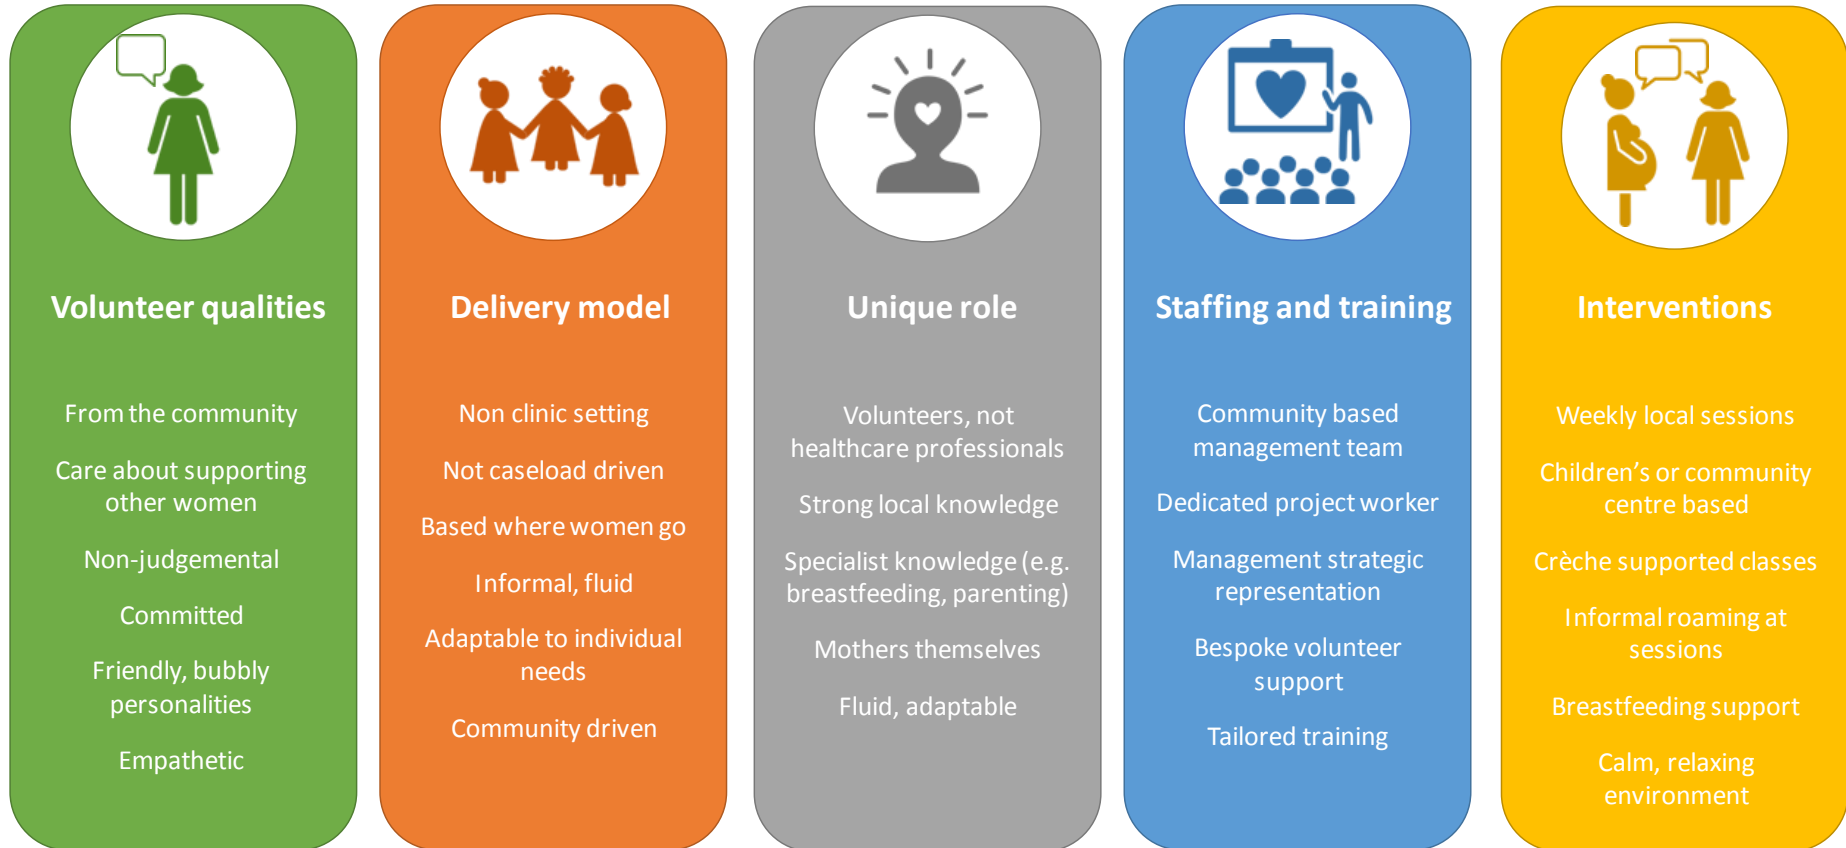 Volunteer qualities
From the community
Care about supporting
other women
Non-judgemental
Committed
Friendly, bubbly
personalities
Empathetic
Delivery model
Non clinic setting
Not caseload driven
Based where women go
Informal, fluid
Adaptable to individual
needs
Community driven
Unique role
Volunteers, not
healthcare professionals
Strong local knowledge
Specialist knowledge (e.g.
breastfeeding, parenting)
Mothers themselves
Fluid, adaptable
Staffing and training
Community based
management team
Dedicated project worker
Management strategic
representation
Bespoke volunteer
support
Tailored training
Interventions
Weekly local sessions
Children’s or community
centre based
Crèche supported classes
Informal roaming at
sessions
Breastfeeding support
Calm, relaxing
environment